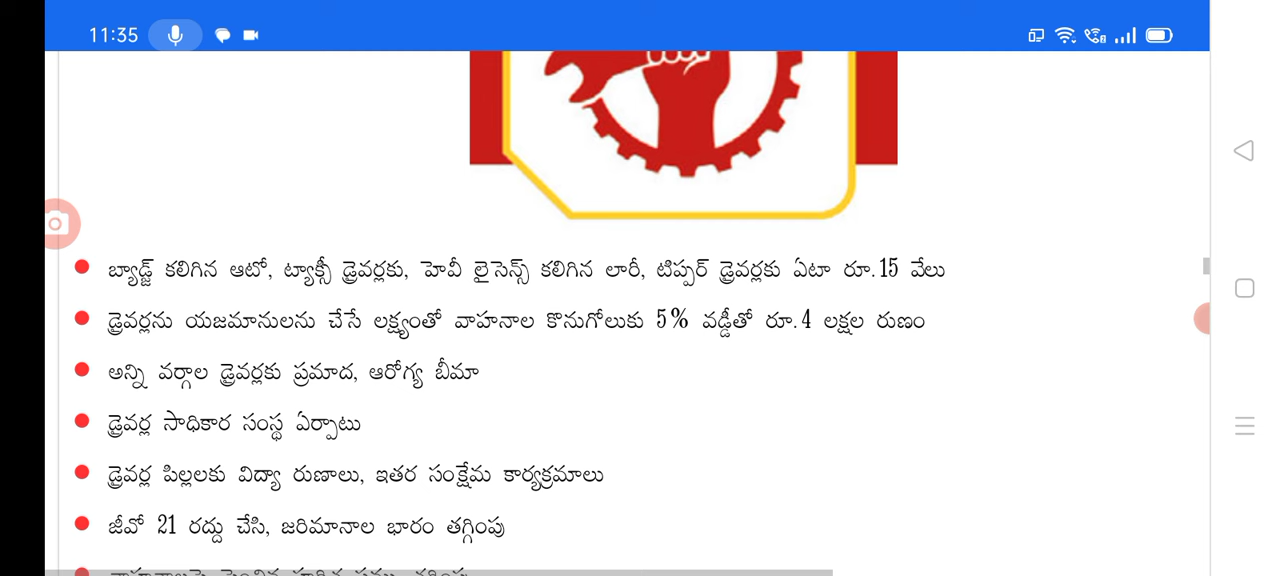 11:35
బ్యాడ్జ్ కలిగిన ఆటో, ట్యాక్సీ డ్రైవర్లకు, హెవీ లైసెన్స్ కలిగిన లారీ, టిప్పర్ డ్రైవర్లకు ఏటా రూ.15 వేలు
డ్రైవర్లను యజమానులను చేసే లక్ష్యంతో వాహనాల కొనుగోలుకు 5% వడ్డీతో రూ.4 లక్షల రుణం
అన్ని వర్గాల డ్రైవర్లకు ప్రమాద, ఆరోగ్య బీమా
డ్రైవర్ల సాధికార సంస్థ ఏర్పాటు
డ్రైవర్ల పిల్లలకు విద్యా రుణాలు, ఇతర సంక్షేమ కార్యక్రమాలు
జీవో 21 రద్దు చేసి, జరిమానాల భారం తగ్గింపు